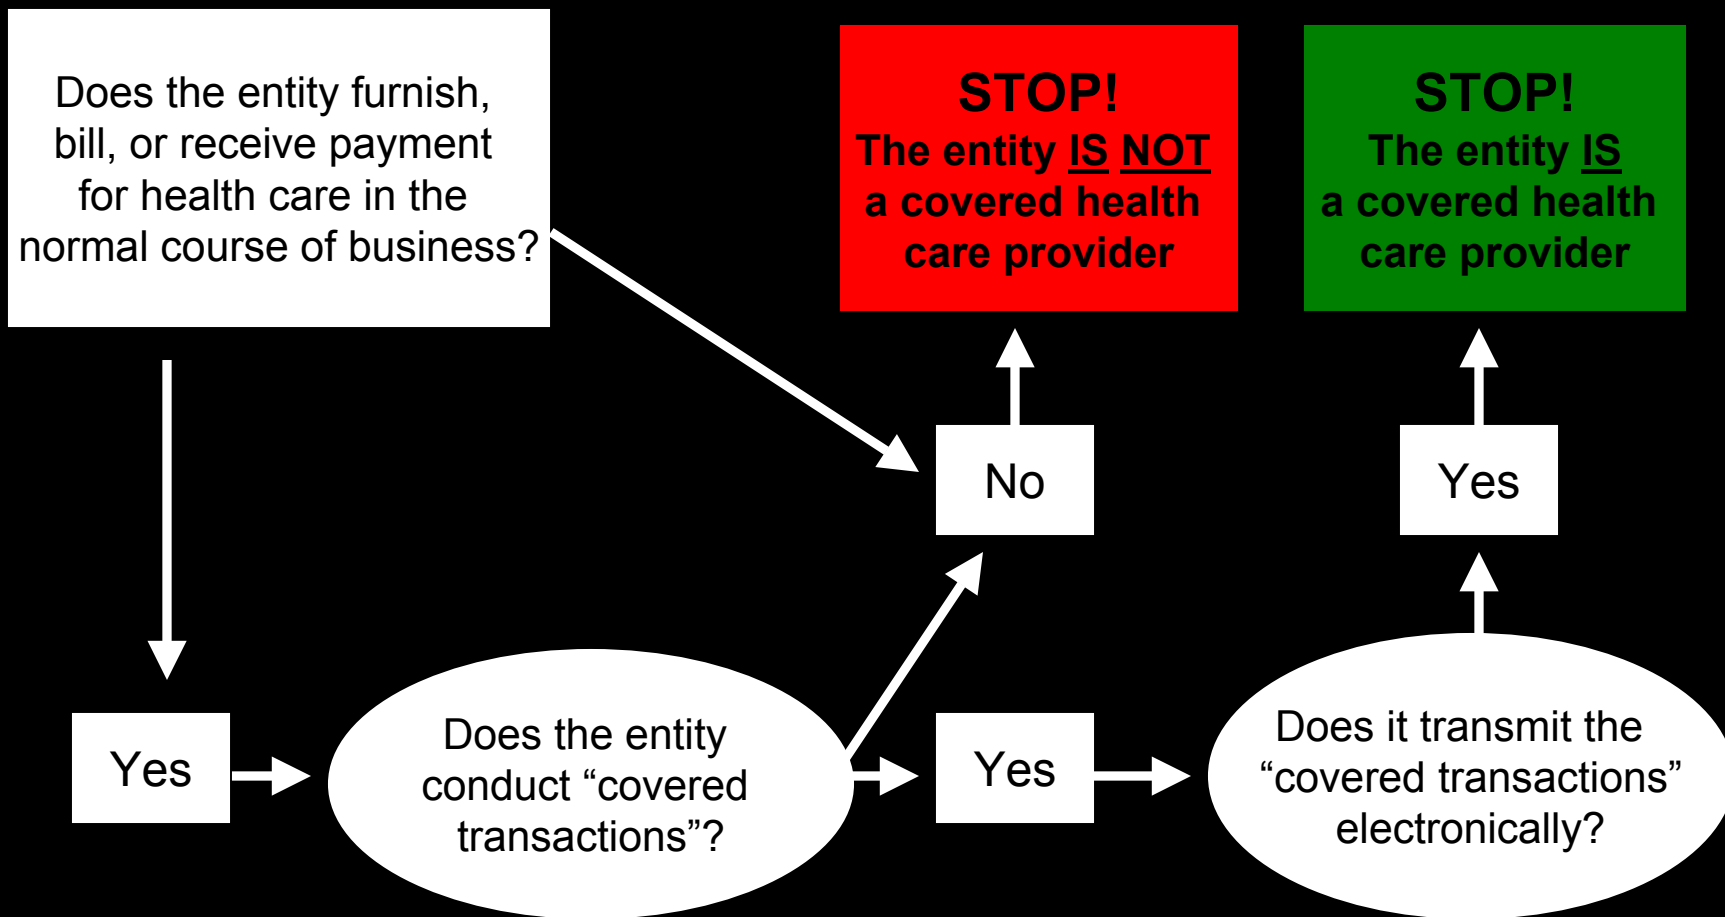 Does the entity furnish,
bill, or receive payment
for health care in the
normal course of business?
STOP!
The entity IS NOT
a covered health
care provider
STOP!
The entity IS
a covered health
care provider
No
Yes
Yes
Does the entity
conduct “covered
transactions”?
Yes
Does it transmit the
“covered transactions”
electronically?